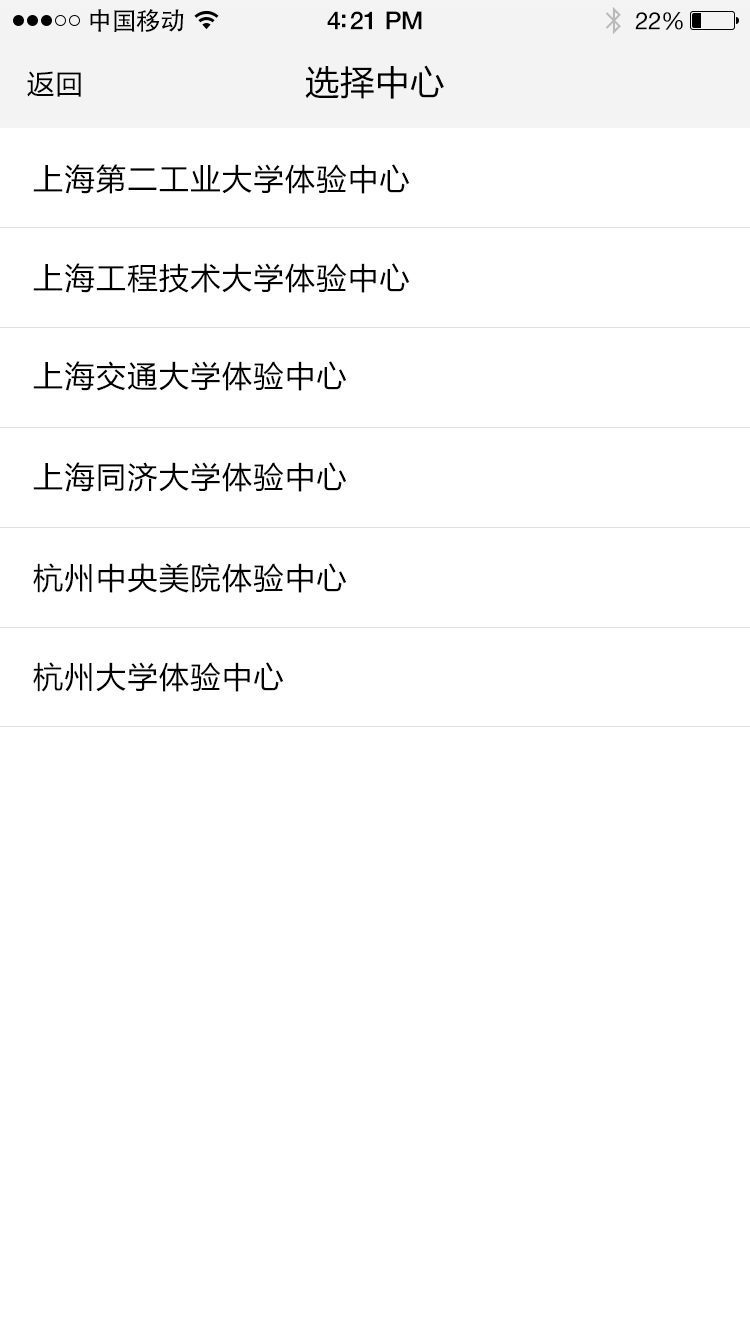 中国移动 4:21 PM 22%
返回 选择中心
上海第二工业大学体验中心
上海工程技术大学体验中心
上海交通大学体验中心
上海同济大学体验中心
杭州中央美院体验中心
杭州大学体验中心